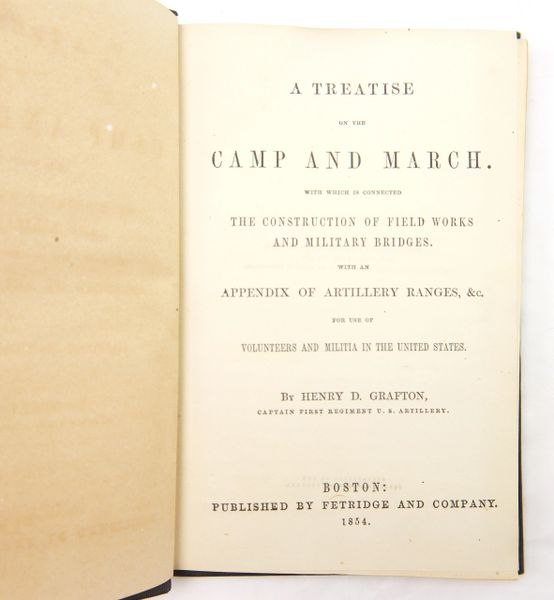 A TREATISE
ON THE
CAMP AND MARCH.
WITH WHICH IS CONNECTED
THE CONSTRUCTION OF FIELD WORKS
AND MILITARY BRIDGES.
WITH AN
APPENDIX OF ARTILLERY RANGES, &c.
FOR USE OF
VOLUNTEERS AND MILITIA IN THE UNITED STATES.
By HENRY D. GRAFTON,
CAPTAIN FIRST REGIMENT U. S. ARTILLERY.
BOSTON:
PUBLISHED BY FETRIDGE AND COMPANY.
1854.